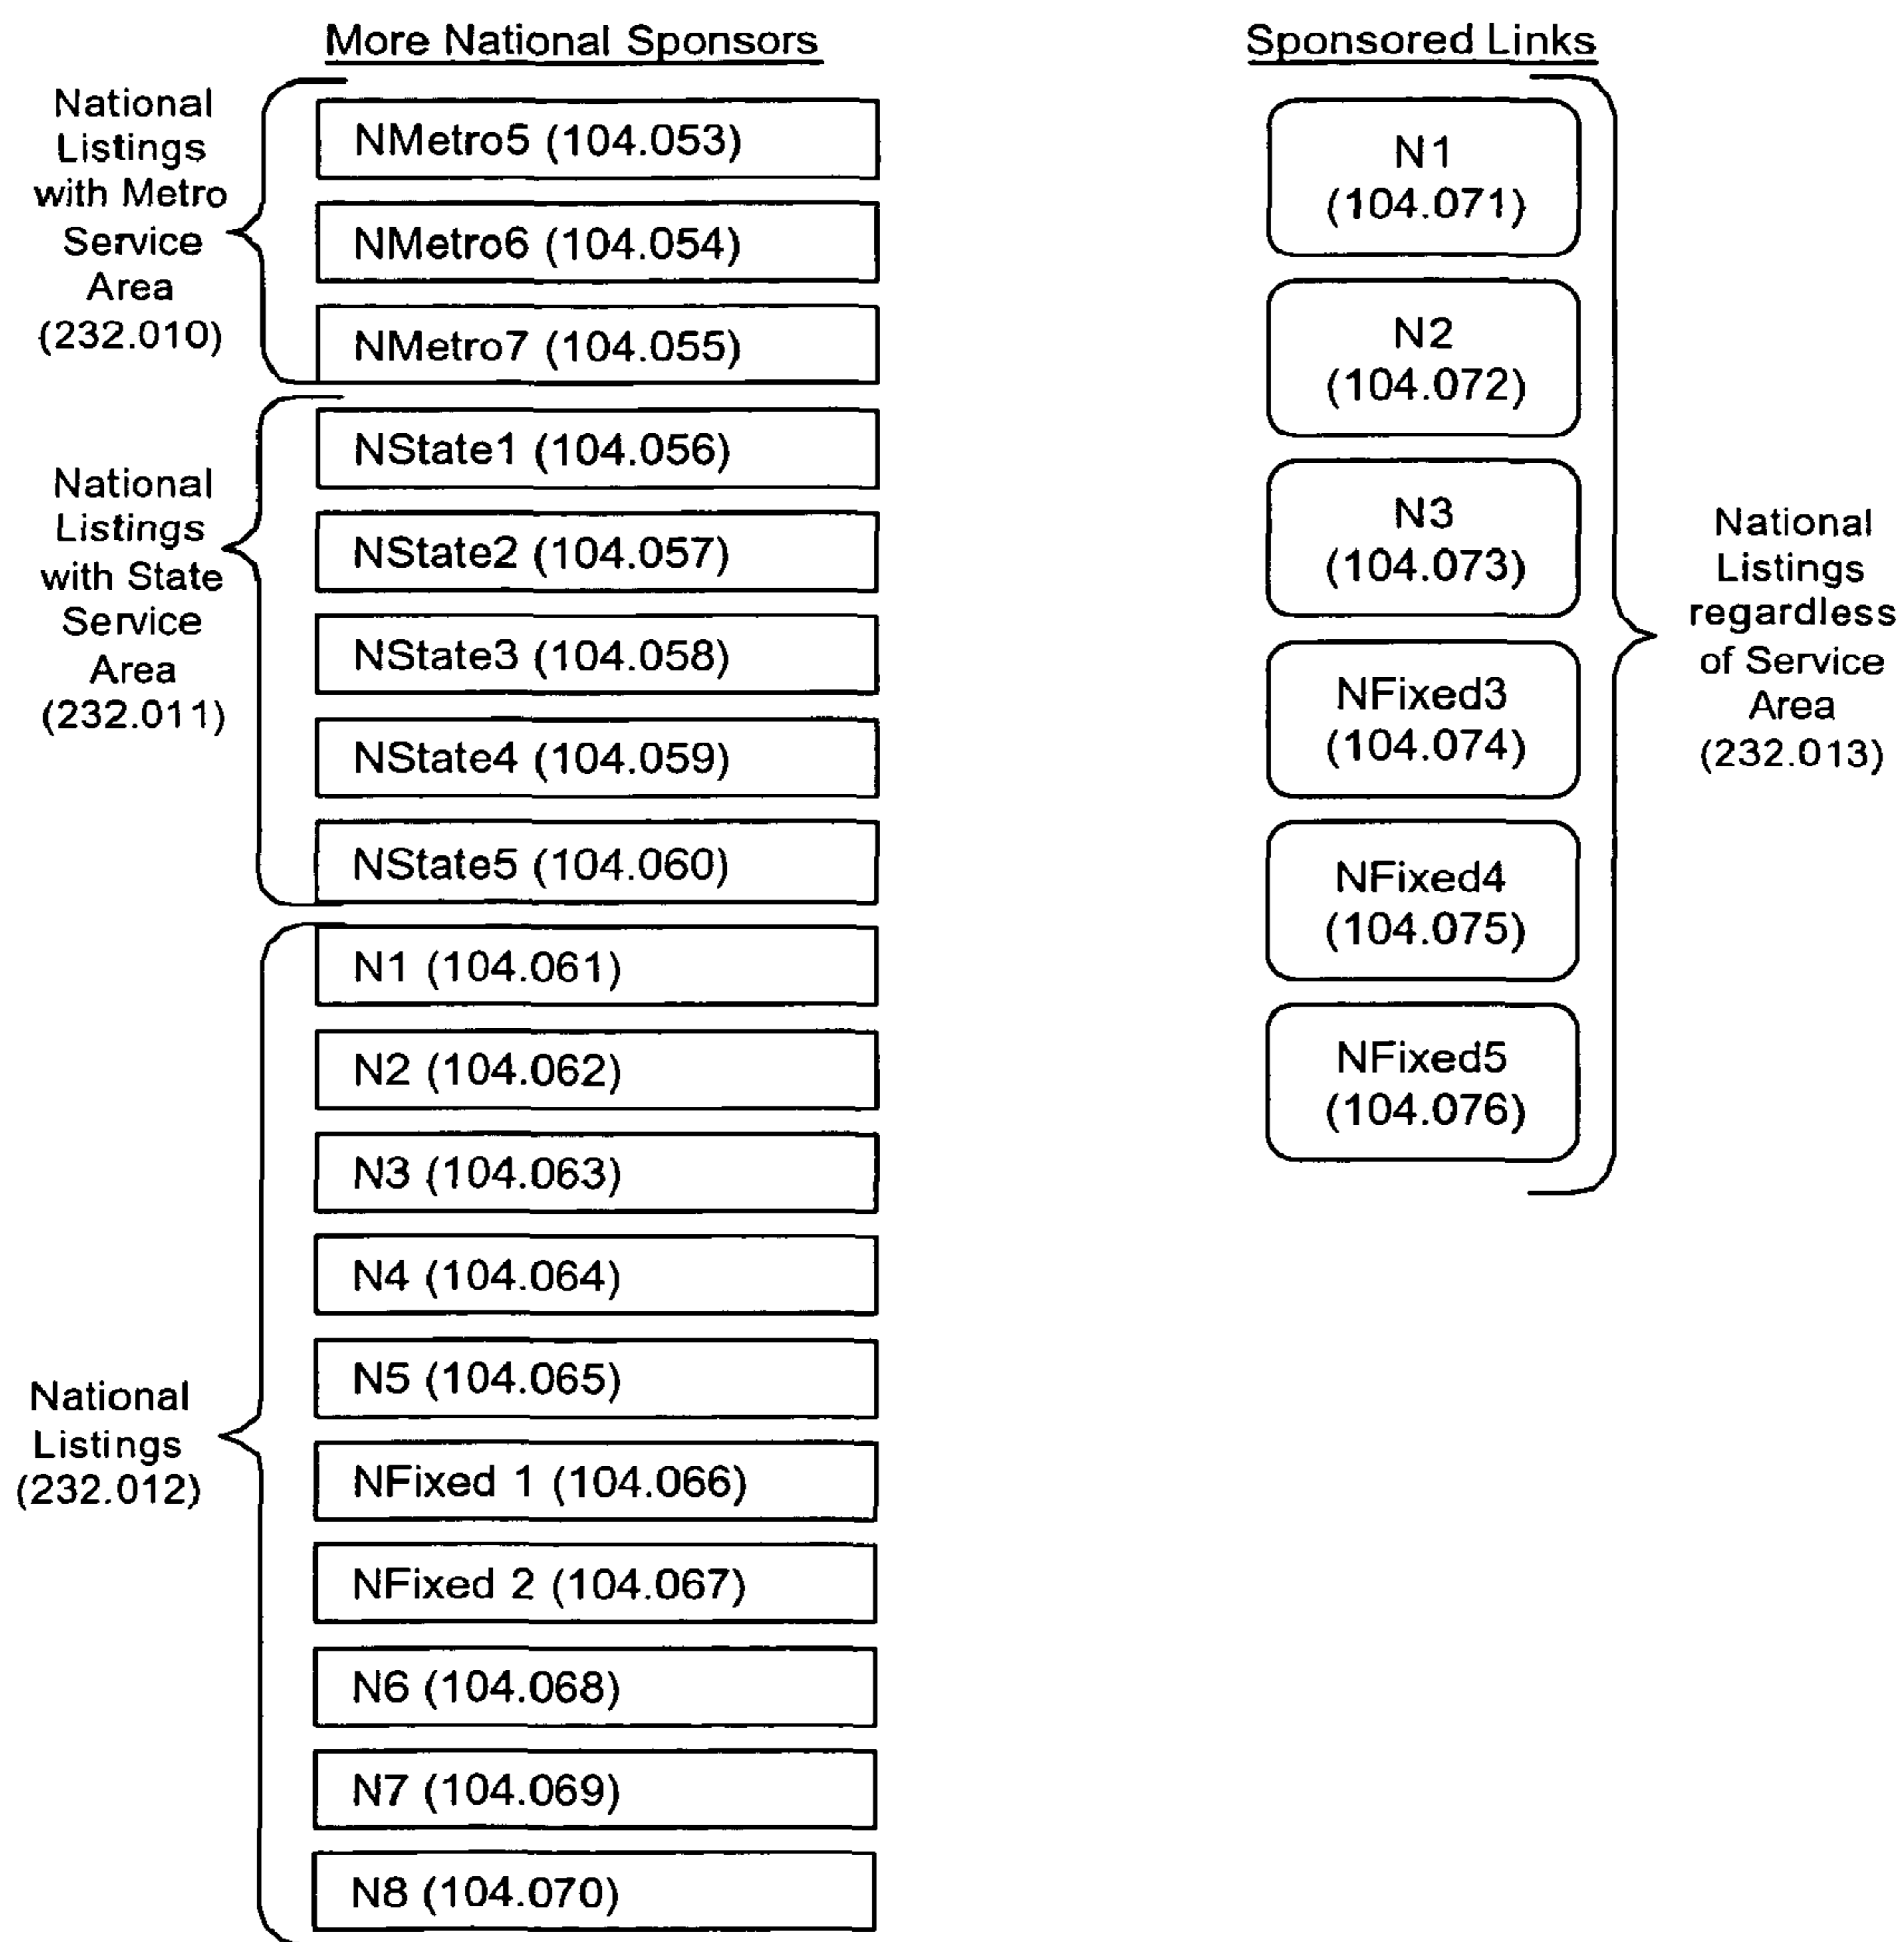 More National Sponsors
National
Listings
with Metro
Service
Area
(232.010)
NMetro5 (104.053)
NMetro6 (104.054)
NMetro7 (104.055)
National
Listings
with State
Service
Area
(232.011)
NState1 (104.056)
NState2 (104.057)
NState3 (104.058)
NState4 (104.059)
NState5 (104.060)
National
Listings
(232.012)
N1 (104.061)
N2 (104.062)
N3 (104.063)
N4 (104.064)
N5 (104.065)
NFixed 1 (104.066)
NFixed 2 (104.067)
N6 (104.068)
N7 (104.069)
N8 (104.070)
Sponsored Links
N1
(104.071)
N2
(104.072)
N3
(104.073)
NFixed3
(104.074)
NFixed4
(104.075)
NFixed5
(104.076)
National
Listings
regardless
of Service
Area
(232.013)